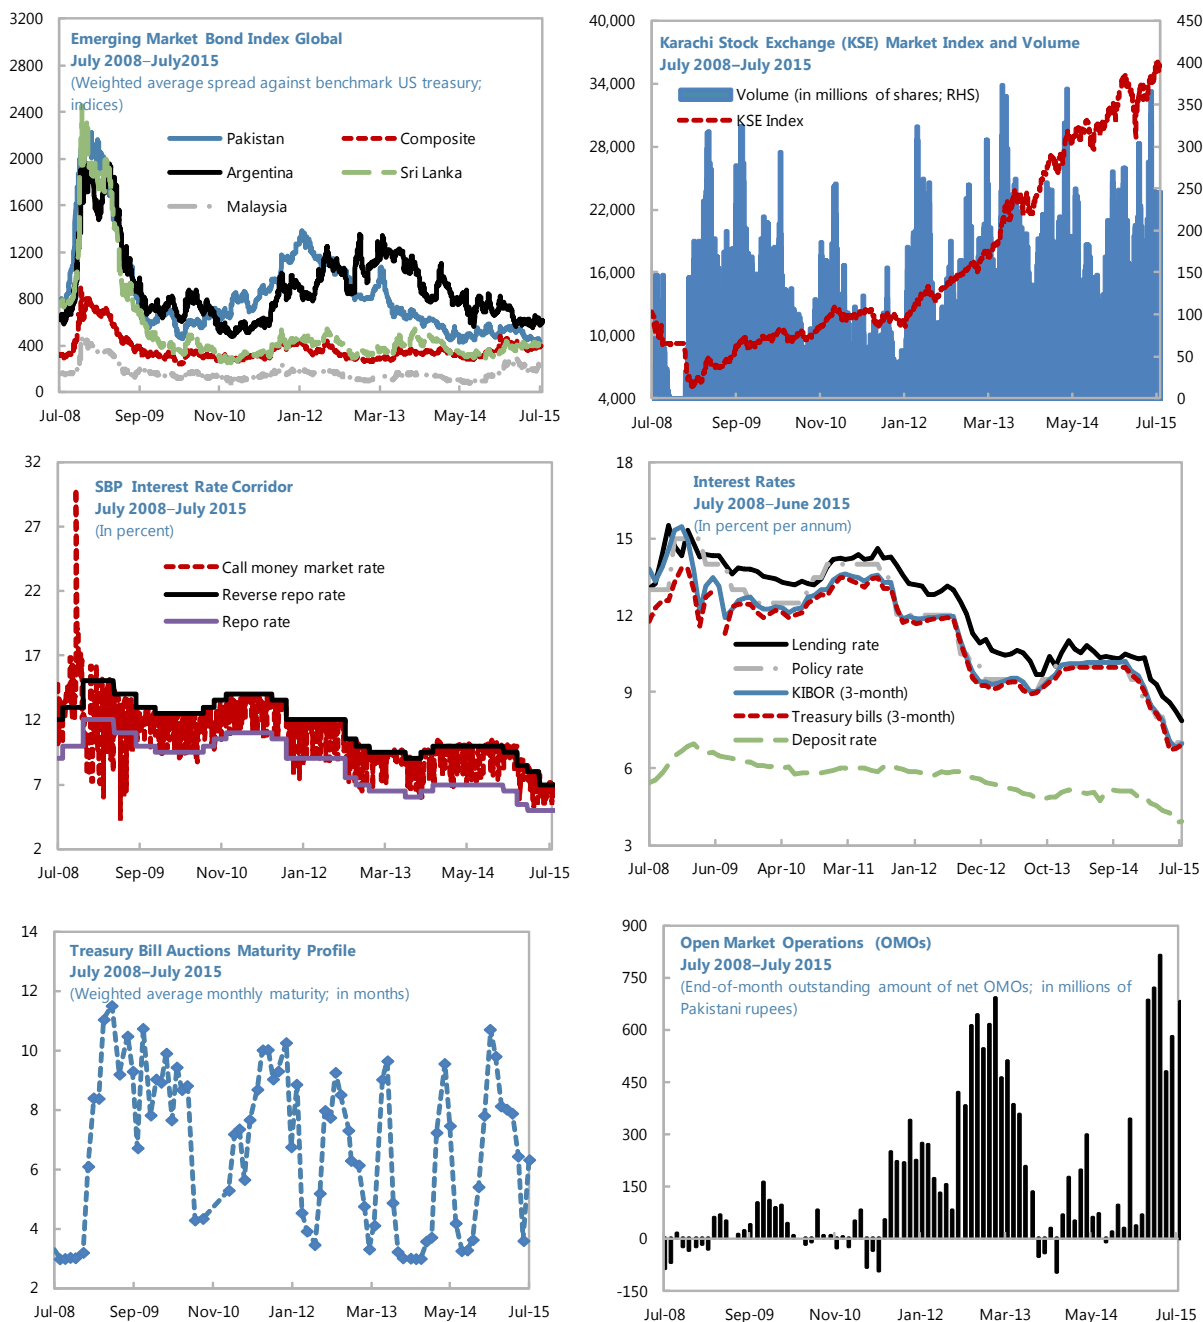 Emerging Market Bond Index Global
July 2008–July2015
(Weighted average spread against benchmark US treasury;
indices)
Pakistan
Composite
Argentina
Sri Lanka
Malaysia
3200
2800
2400
2000
1600
1200
800
400
0
Jul-08 Sep-09 Nov-10 Jan-12 Mar-13 May-14 Jul-15
Karachi Stock Exchange (KSE) Market Index and Volume
July 2008–July 2015
Volume (in millions of shares; RHS)
KSE Index
40,000
34,000
28,000
22,000
16,000
10,000
4,000
450
400
350
300
250
200
150
100
50
0
Jul-08 Sep-09 Nov-10 Jan-12 Mar-13 May-14 Jul-15
SBP Interest Rate Corridor
July 2008–July 2015
(In percent)
Call money market rate
Reverse repo rate
Repo rate
32
27
22
17
12
7
2
Jul-08 Sep-09 Nov-10 Jan-12 Mar-13 May-14 Jul-15
Interest Rates
July 2008–June 2015
(In percent per annum)
Lending rate
Policy rate
KIBOR (3-month)
Treasury bills (3-month)
Deposit rate
18
15
12
9
6
3
Jul-08 Jun-09 Apr-10 Mar-11 Jan-12 Dec-12 Oct-13 Sep-14 Jul-15
Treasury Bill Auctions Maturity Profile
July 2008–July 2015
(Weighted average monthly maturity; in months)
14
12
10
8
6
4
2
Jul-08 Sep-09 Nov-10 Jan-12 Mar-13 May-14 Jul-15
Open Market Operations (OMOs)
July 2008–July 2015
(End-of-month outstanding amount of net OMOs; in millions of
Pakistani rupees)
900
750
600
450
300
150
0
-150
Jul-08 Sep-09 Nov-10 Jan-12 Mar-13 May-14 Jul-15